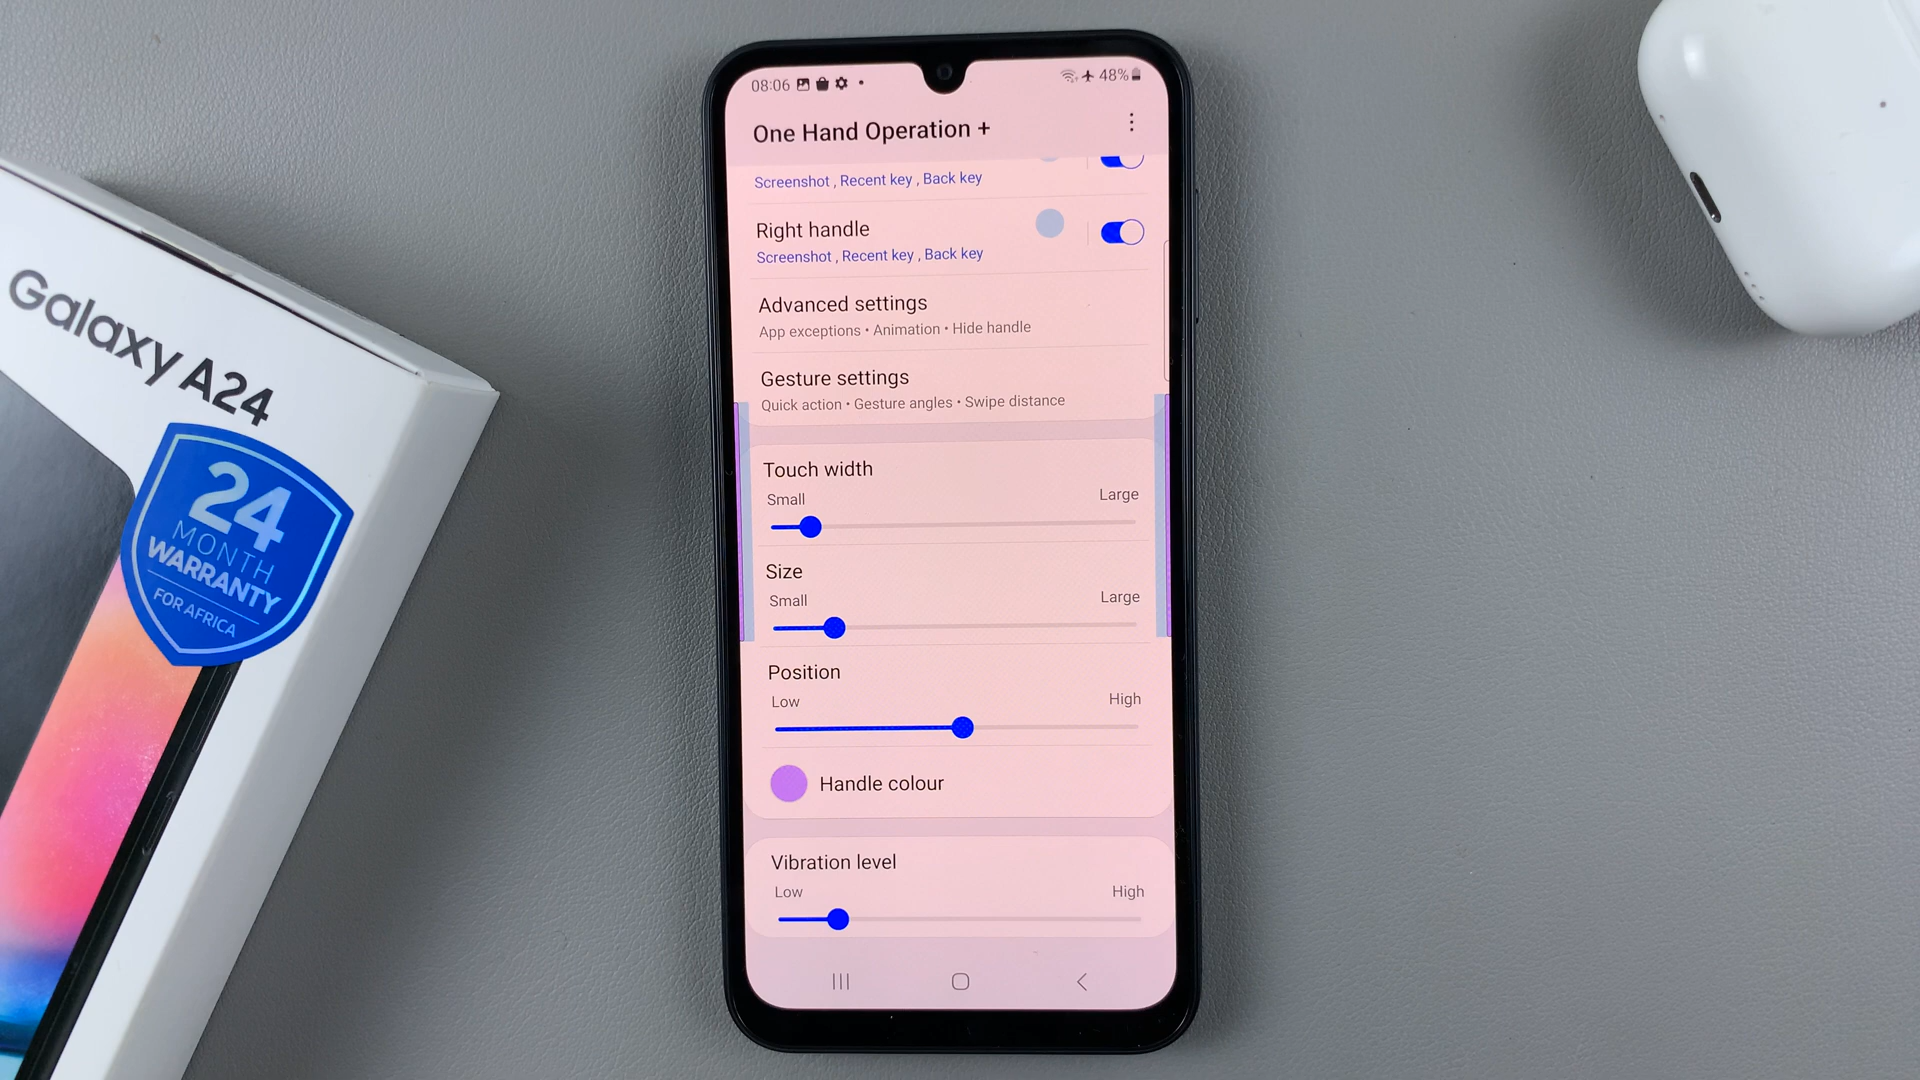 08:06
48%
One Hand Operation +
Screenshot , Recent key , Back key
Right handle
Screenshot , Recent key , Back key
Advanced settings
App exceptions • Animation • Hide handle
Gesture settings
Quick action • Gesture angles • Swipe distance
Touch width
Small Large
Size
Small Large
Position
Low High
Handle colour
Vibration level
Low High
Galaxy A24
24
MONTH
WARRANTY
FOR AFRICA